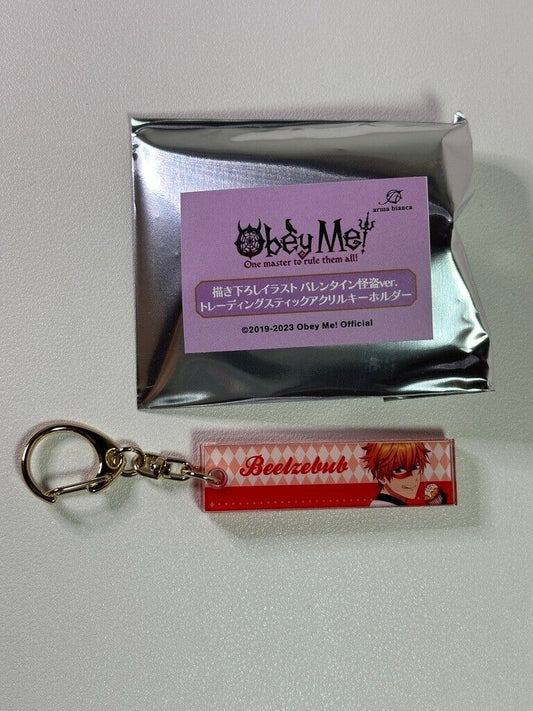 arma bianca
Obey Me!
One master to rule them all!
描き下ろしイラスト バレンタイン怪盗ver.
トレーディングスティックアクリルキーホルダー
©2019-2023 Obey Me! Official
Beelzebub